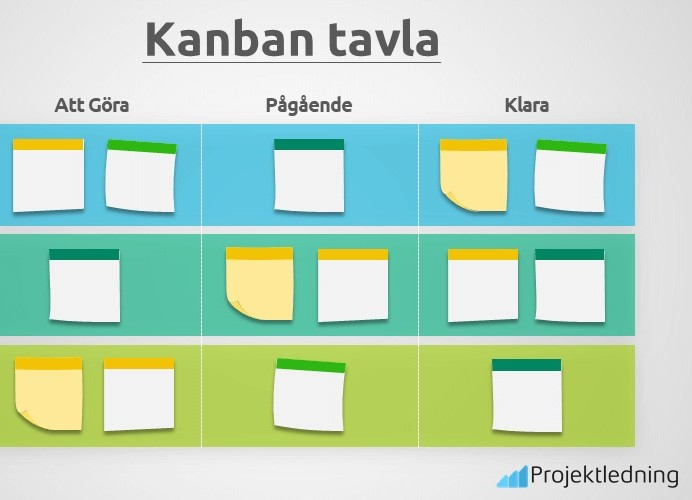 Kanban tavla
Att Göra
Pågående
Klara
Projektledning